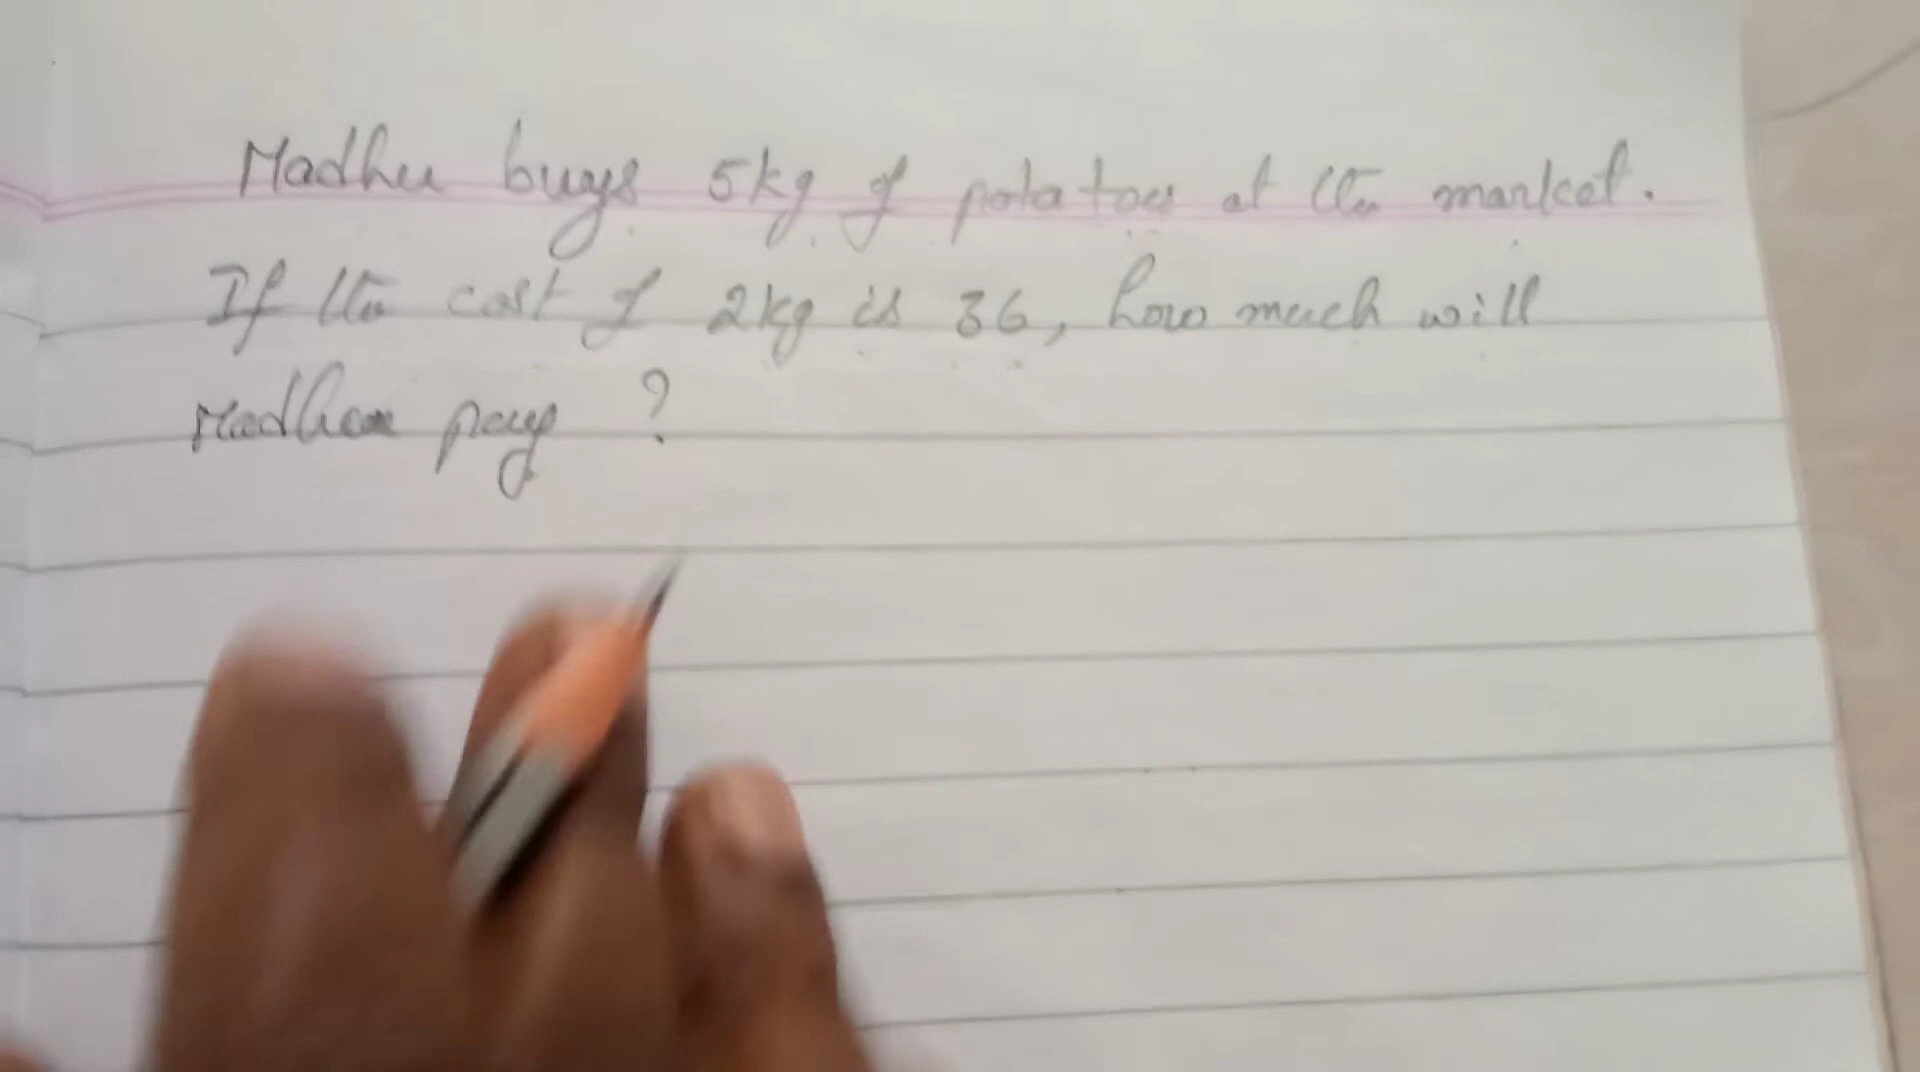 Madhu buys 5kg of potatoes at the market.
If the cost of 2kg is 36, how much will
Madhu pay ?